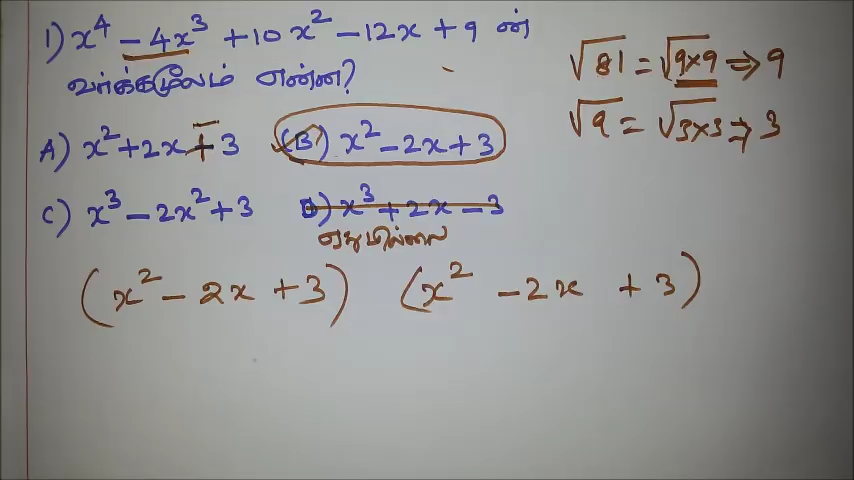 1) x⁴ - 4x³ + 10x² - 12x + 9 ன்
வர்க்கமூலம் என்ன?
A) x² + 2x + 3 (B) x² - 2x + 3
C) x³ - 2x² + 3 D) x³ + 2x - 3
ஏதுமில்லை
(x² - 2x + 3) (x² - 2x + 3)
√81 = √9×9 ⇒ 9
√9 = √3×3 ⇒ 3